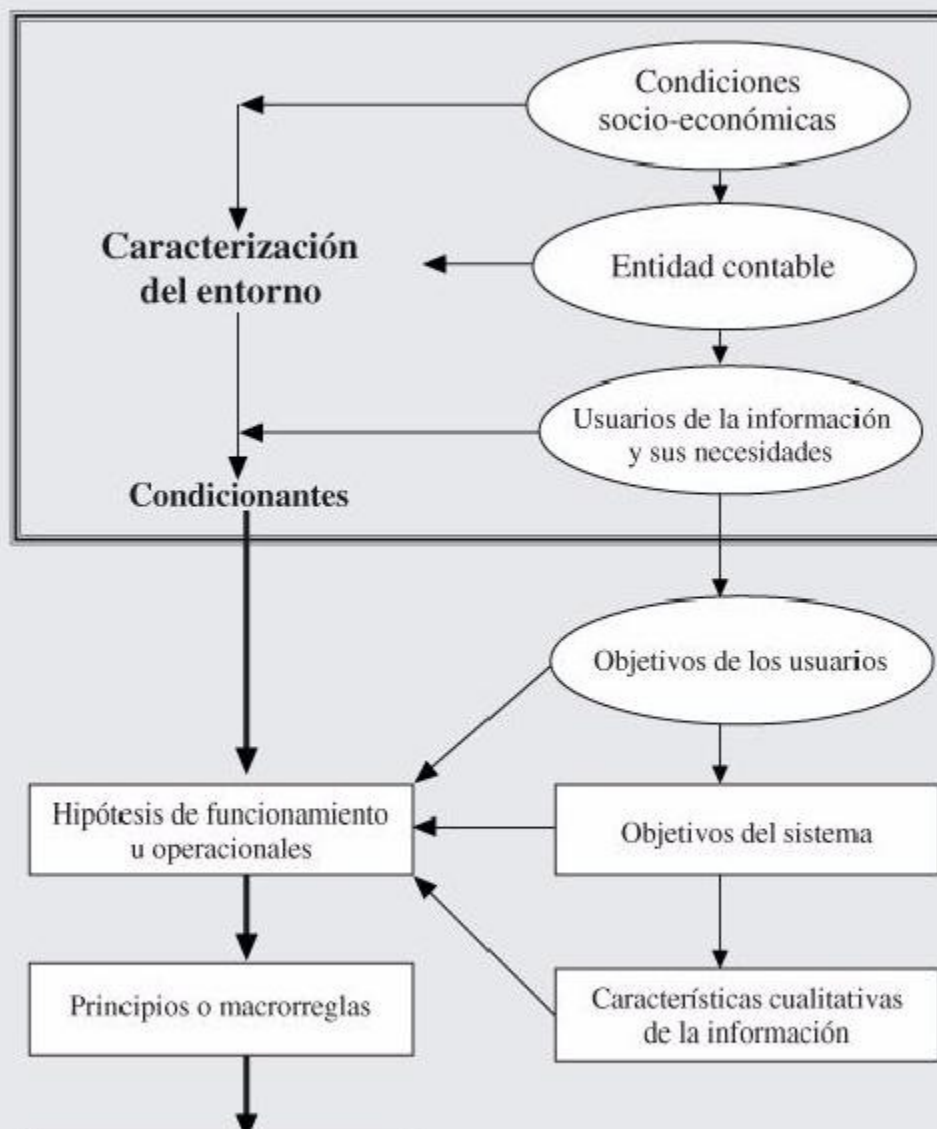 Condiciones
socio-económicas
Caracterización
del entorno
Entidad contable
Usuarios de la información
y sus necesidades
Condicionantes
Objetivos de los usuarios
Hipótesis de funcionamiento
u operacionales
Objetivos del sistema
Principios o macrorreglas
Características cualitativas
de la información